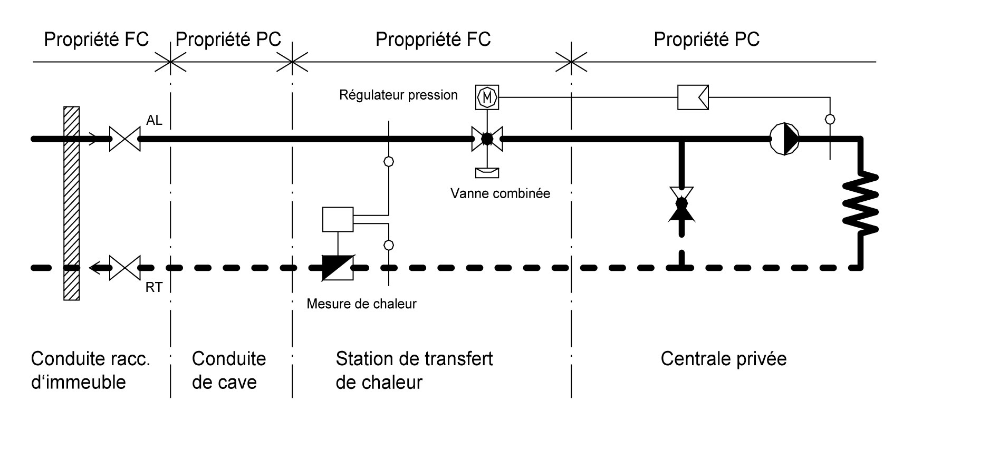 Propriété FC
Propriété PC
Proppriété FC
Propriété PC
Régulateur pression
M
AL
Vanne combinée
RT
Mesure de chaleur
Conduite racc.
d‘immeuble
Conduite
de cave
Station de transfert
de chaleur
Centrale privée